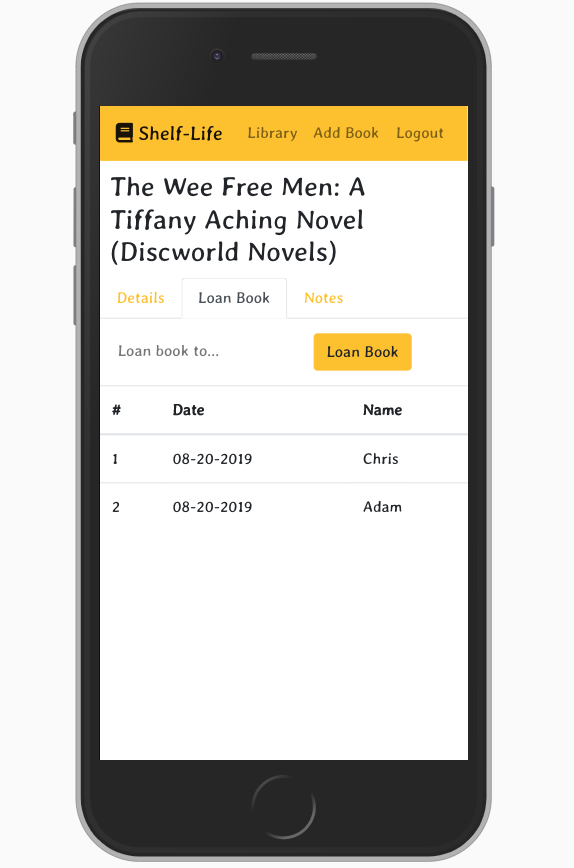 Shelf-Life Library Add Book Logout
The Wee Free Men: A
Tiffany Aching Novel
(Discworld Novels)
Details Loan Book Notes
Loan book to... Loan Book
# Date Name
1 08-20-2019 Chris
2 08-20-2019 Adam